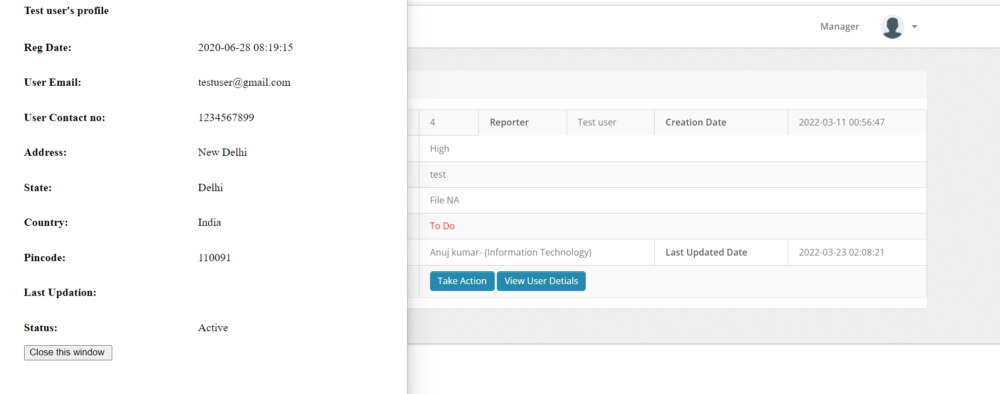 Test user's profile
Reg Date: 2020-06-28 08:19:15
User Email: testuser@gmail.com
User Contact no: 1234567899
Address: New Delhi
State: Delhi
Country: India
Pincode: 110091
Last Updation:
Status: Active
Close this window
Manager
4 Reporter Test user Creation Date 2022-03-11 00:56:47
High
test
File NA
To Do
Anuj kumar- (Information Technology) Last Updated Date 2022-03-23 02:08:21
Take Action View User Detials